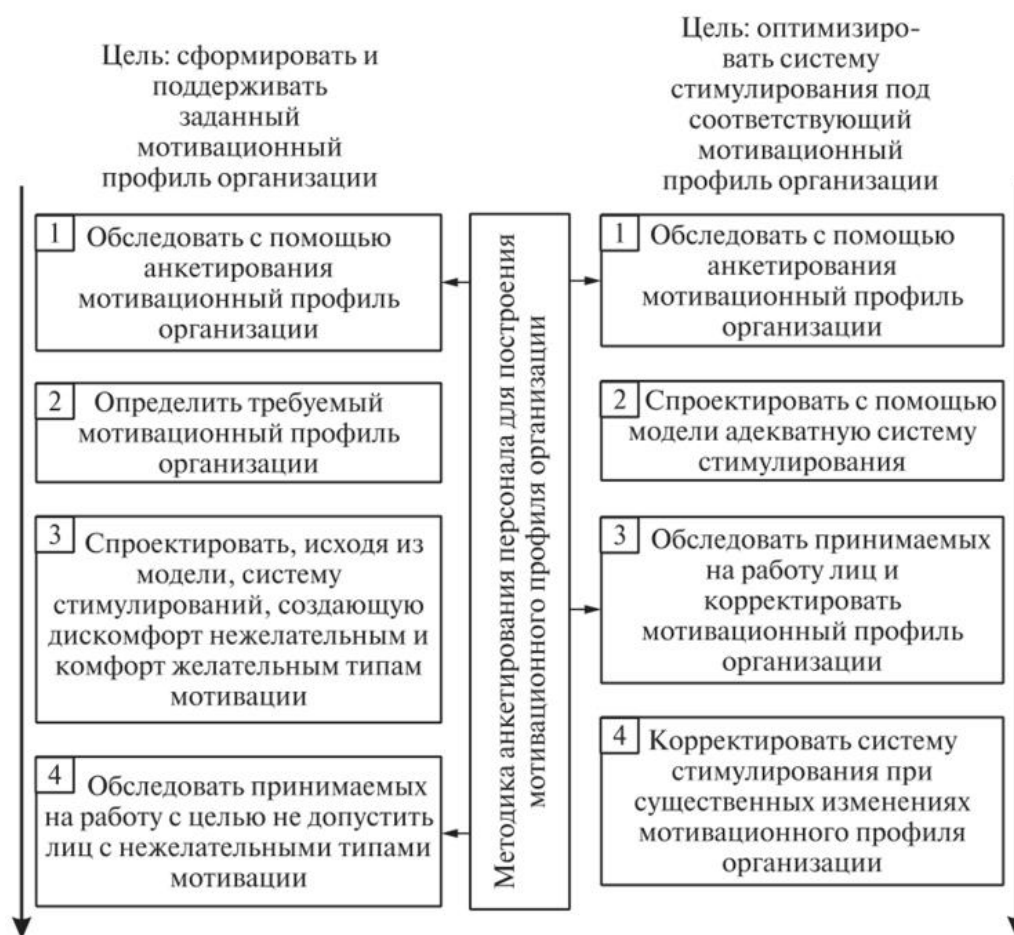 Цель: сформировать и
поддерживать
заданный
мотивационный
профиль организации
1 Обследовать с помощью
анкетирования
мотивационный профиль
организации
2 Определить требуемый
мотивационный профиль
организации
3 Спроектировать, исходя из
модели, систему
стимулирований, создающую
дискомфорт нежелательным и
комфорт желательным типам
мотивации
4 Обследовать принимаемых
на работу с целью не допустить
лиц с нежелательными типами
мотивации
Методика анкетирования персонала для построения
мотивационного профиля организации
Цель: оптимизиро-
вать систему
стимулирования под
соответствующий
мотивационный
профиль организации
1 Обследовать с помощью
анкетирования
мотивационный профиль
организации
2 Спроектировать с помощью
модели адекватную систему
стимулирования
3 Обследовать принимаемых
на работу лиц и
корректировать
мотивационный профиль
организации
4 Корректировать систему
стимулирования при
существенных изменениях
мотивационного профиля
организации